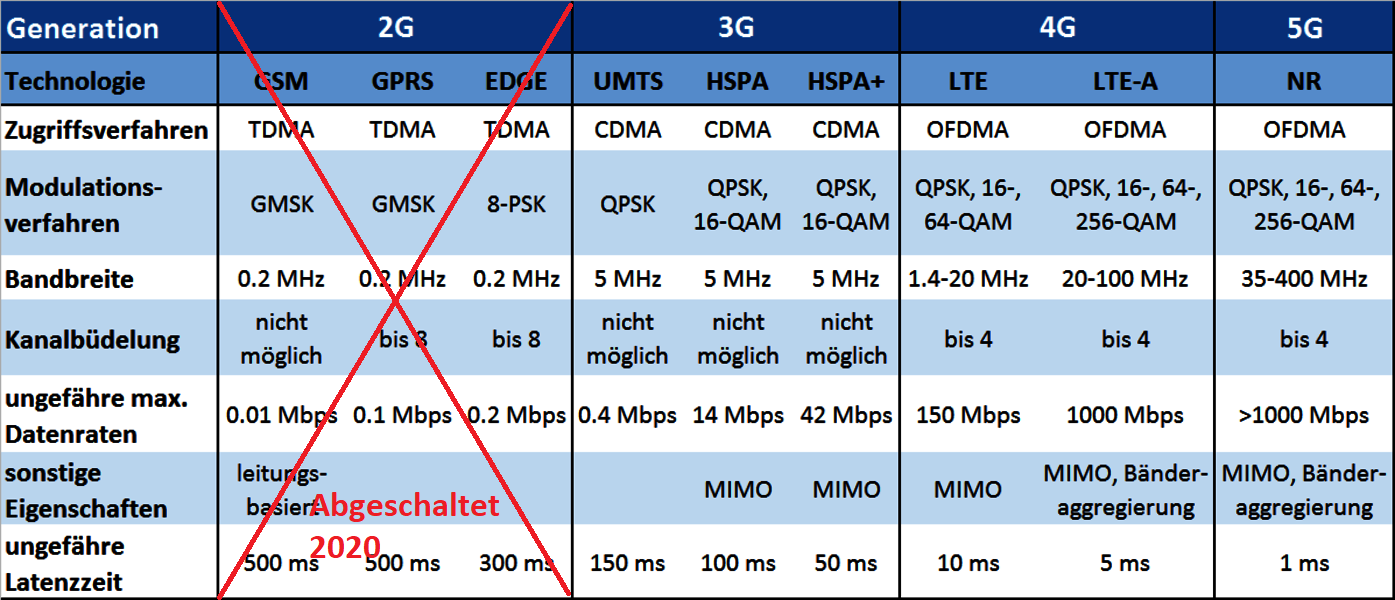 Generation 2G 3G 4G 5G
Technologie GSM GPRS EDGE UMTS HSPA HSPA+ LTE LTE-A NR
Zugriffsverfahren TDMA TDMA TDMA CDMA CDMA CDMA OFDMA OFDMA OFDMA
Modulations- QPSK, QPSK, QPSK, 16-, QPSK, 16-, 64-, QPSK, 16-, 64-,
verfahren GMSK GMSK 8-PSK QPSK 16-QAM 16-QAM 64-QAM 256-QAM 256-QAM
Bandbreite 0.2 MHz 0.2 MHz 0.2 MHz 5 MHz 5 MHz 5 MHz 1.4-20 MHz 20-100 MHz 35-400 MHz
nicht nicht nicht nicht
Kanalbüdelung möglich bis 8 bis 8 möglich möglich möglich bis 4 bis 4 bis 4
ungefähre max.
Datenraten 0.01 Mbps 0.1 Mbps 0.2 Mbps 0.4 Mbps 14 Mbps 42 Mbps 150 Mbps 1000 Mbps >1000 Mbps
sonstige leitungs- MIMO, Bänder- MIMO, Bänder-
Eigenschaften basiert MIMO MIMO MIMO aggregierung aggregierung
Abgeschaltet
2020
ungefähre
Latenzzeit 500 ms 500 ms 300 ms 150 ms 100 ms 50 ms 10 ms 5 ms 1 ms